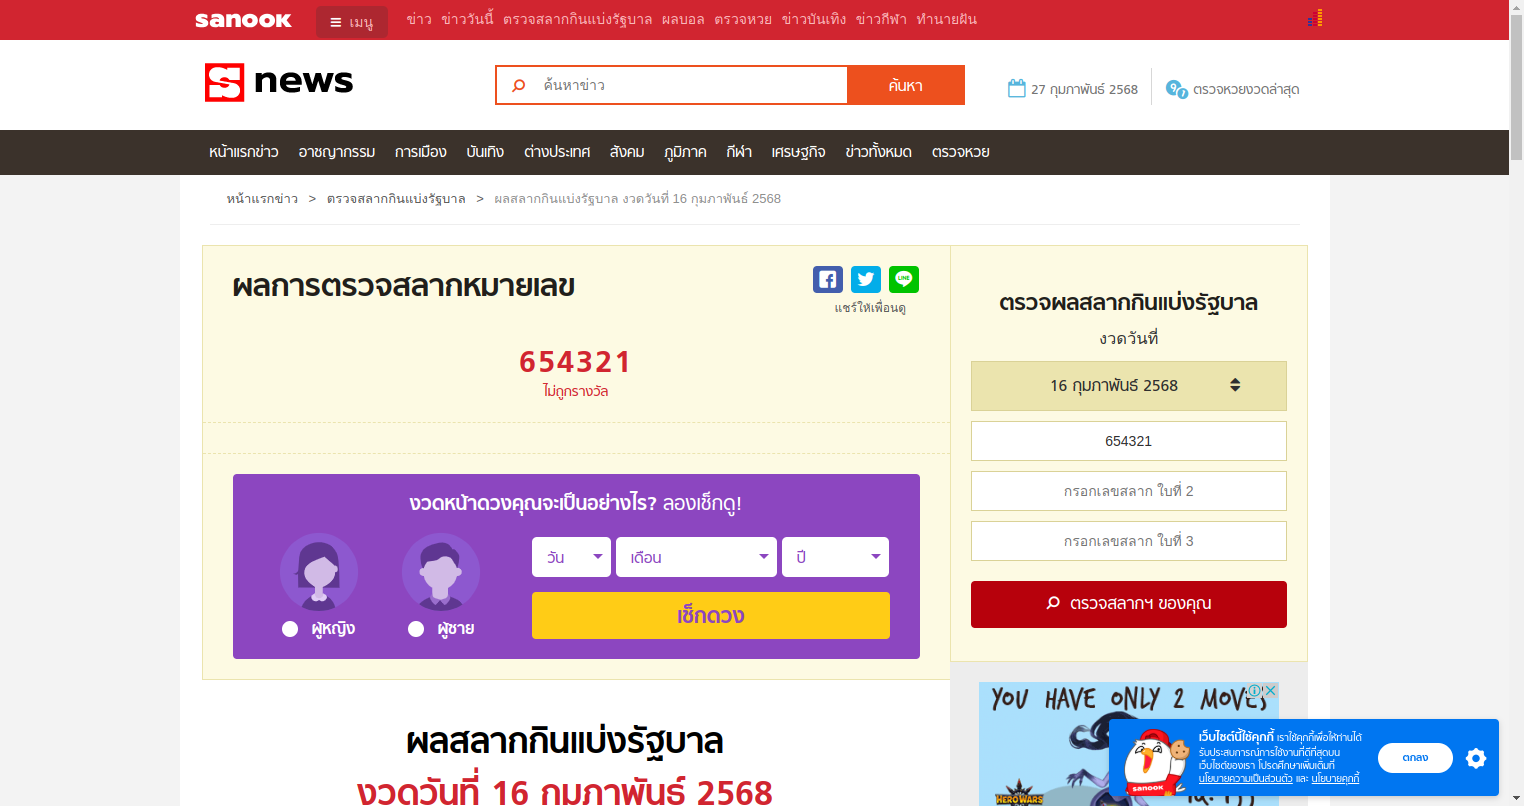 sanook
เมนู
ข่าว ข่าววันนี้ ตรวจสลากกินแบ่งรัฐบาล ผลบอล ตรวจหวย ข่าวบันเทิง ข่าวกีฬา ทำนายฝัน
S news
ค้นหาข่าว
ค้นหา
27 กุมภาพันธ์ 2568
ตรวจหวยงวดล่าสุด
หน้าแรกข่าว อาชญากรรม การเมือง บันเทิง ต่างประเทศ สังคม ภูมิภาค กีฬา เศรษฐกิจ ข่าวทั้งหมด ตรวจหวย
หน้าแรกข่าว > ตรวจสลากกินแบ่งรัฐบาล > ผลสลากกินแบ่งรัฐบาล งวดวันที่ 16 กุมภาพันธ์ 2568
ผลการตรวจสลากหมายเลข
LINE
แชร์ให้เพื่อนดู
654321
ไม่ถูกรางวัล
งวดหน้าดวงคุณจะเป็นอย่างไร? ลองเช็กดู!
ผู้หญิง
ผู้ชาย
วัน
เดือน
ปี
เช็กดวง
ผลสลากกินแบ่งรัฐบาล
งวดวันที่ 16 กุมภาพันธ์ 2568
ตรวจผลสลากกินแบ่งรัฐบาล
งวดวันที่
16 กุมภาพันธ์ 2568
654321
กรอกเลขสลาก ใบที่ 2
กรอกเลขสลาก ใบที่ 3
ตรวจสลากฯ ของคุณ
YOU HAVE ONLY 2 MOVES
HERO WARS
sanook
เว็บไซต์นี้ใช้คุกกี้ เราใช้คุกกี้เพื่อให้ท่านได้
รับประสบการณ์การใช้งานที่ดีที่สุดบน
เว็บไซต์ของเรา โปรดศึกษาเพิ่มเติมที่
นโยบายความเป็นส่วนตัว และ นโยบายคุกกี้
ตกลง